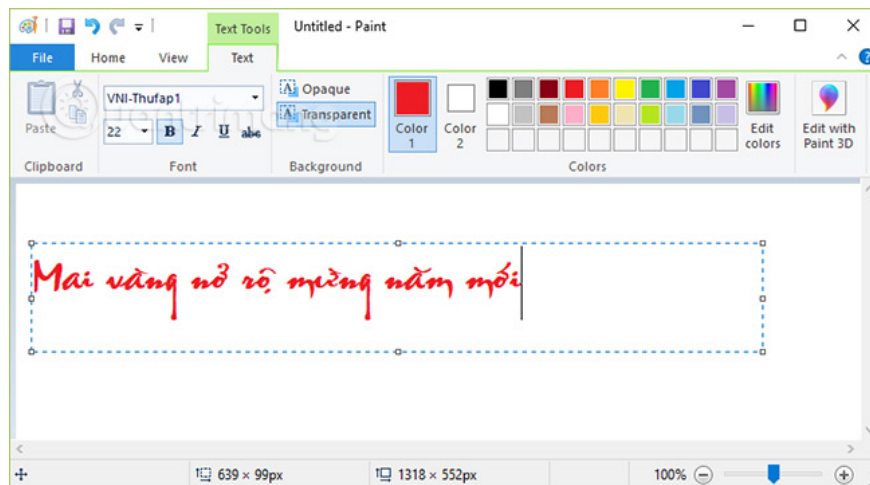 Text Tools
Untitled - Paint
File
Home
View
Text
VNI-Thufap1
22
B
I
U
abc
Opaque
Transparent
Paste
Color 1
Color 2
Edit colors
Edit with Paint 3D
Clipboard
Font
Background
Colors
Mai vàng nở rộ mừng năm mới
639 × 99px
1318 × 552px
100%